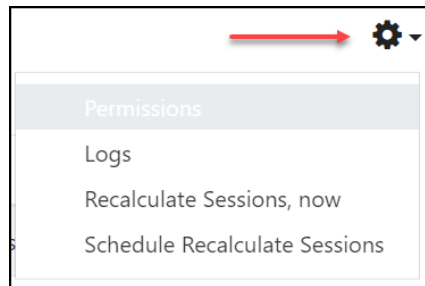 Permissions
Logs
Recalculate Sessions, now
Schedule Recalculate Sessions
s